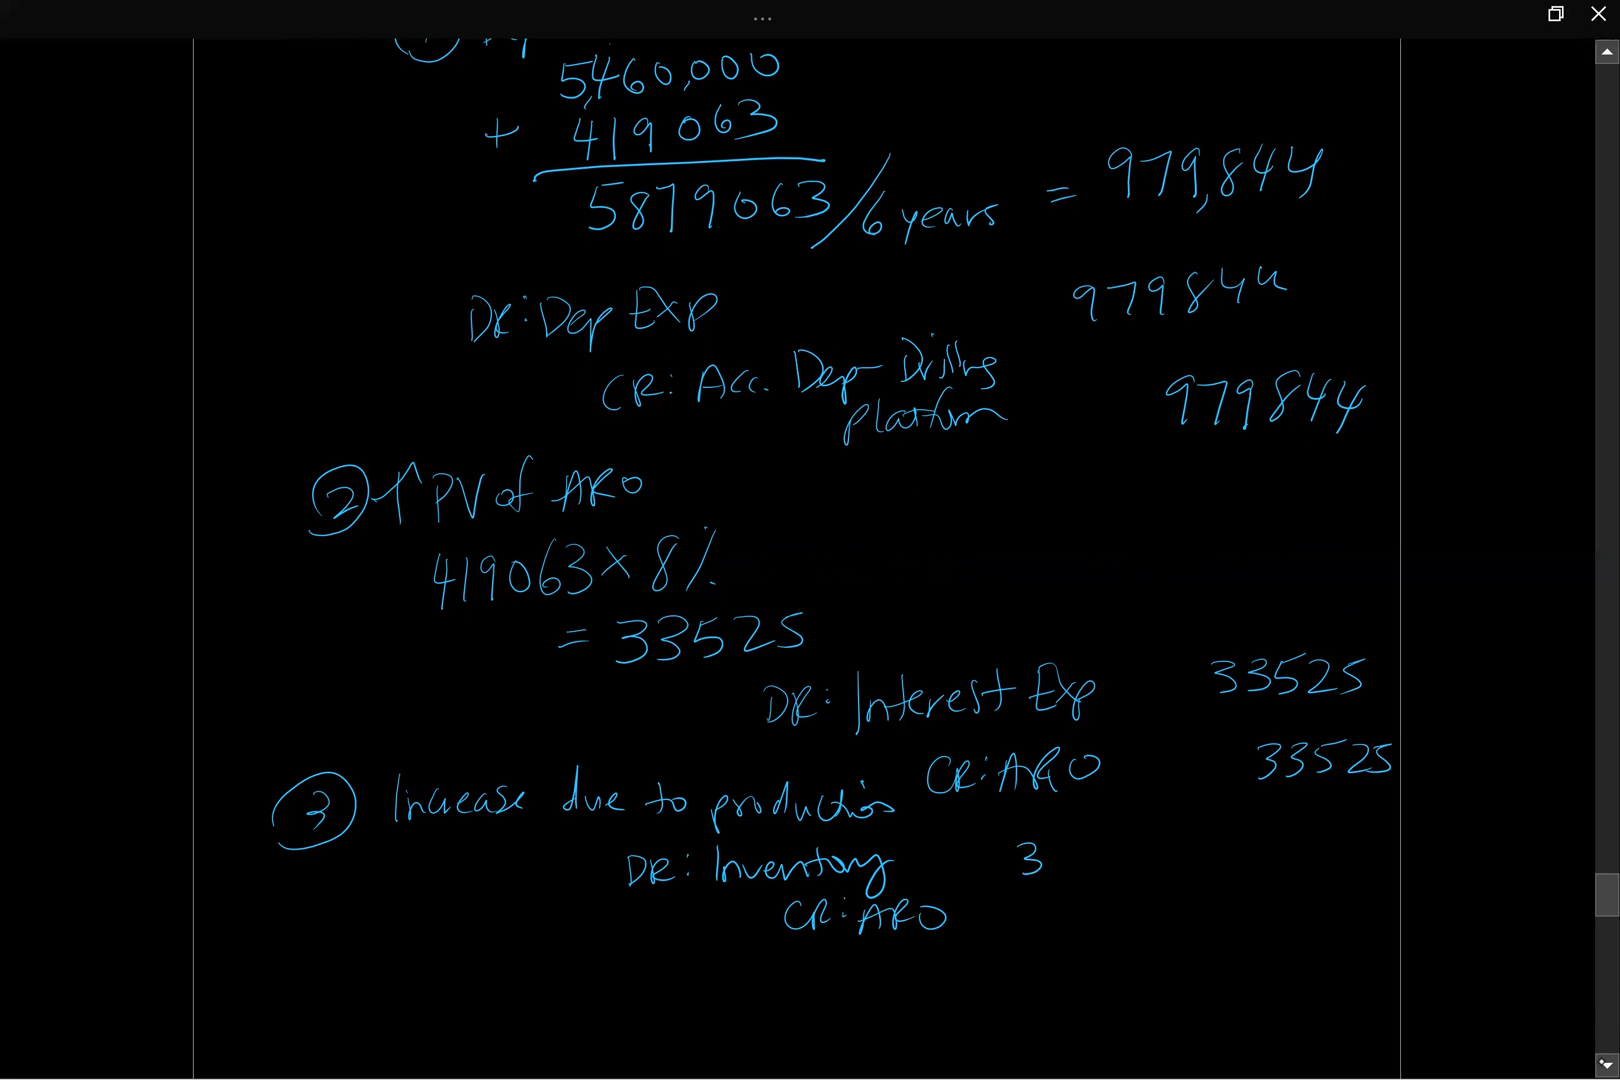 5,460,000
+ 419063
5879063/6 years = 979,844
DR: Dep Exp 979844
CR: Acc. Dep- Drilling 979844
platform
② ↑ PV of ARO
419063 x 8%
= 33525
DR: Interest Exp 33525
CR: ARO 33525
③ Increase due to production
DR: Inventory 3
CR: ARO